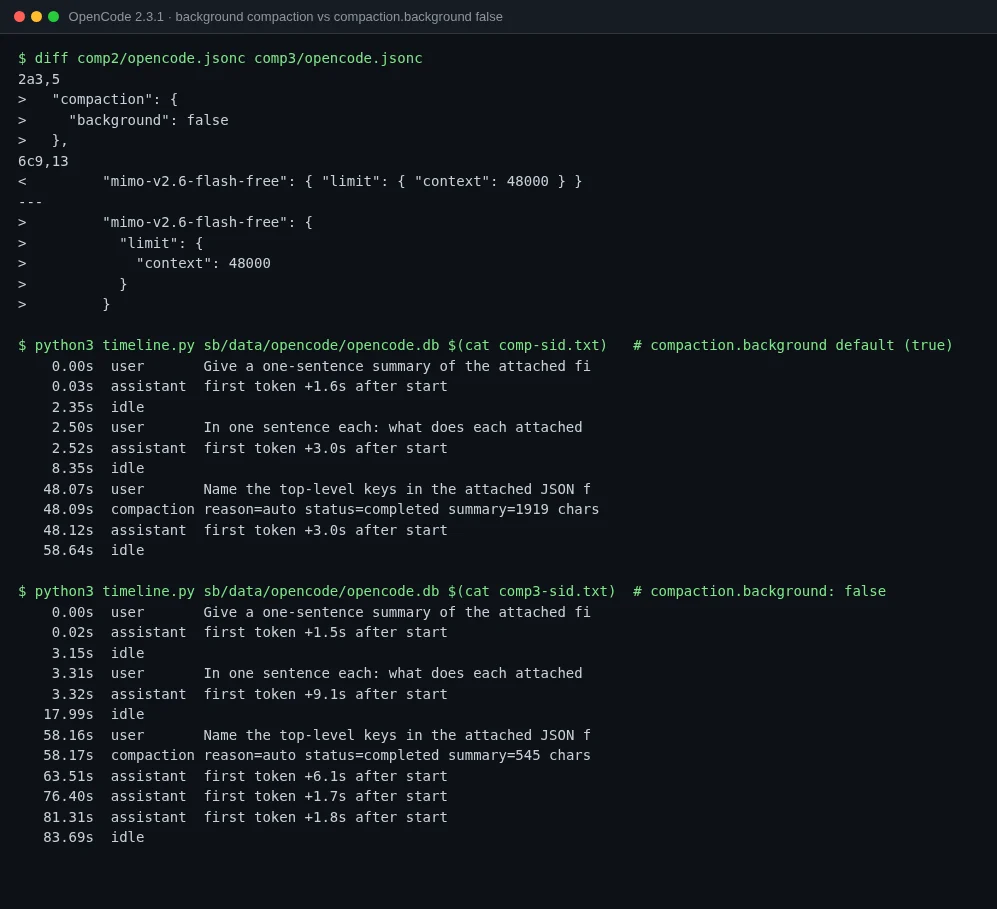 OpenCode 2.3.1 · background compaction vs compaction.background false
$ diff comp2/opencode.jsonc comp3/opencode.jsonc
2a3,5
>   "compaction": {
>     "background": false
>   },
6c9,13
<         "mimo-v2.6-flash-free": { "limit": { "context": 48000 } }
---
>         "mimo-v2.6-flash-free": {
>           "limit": {
>             "context": 48000
>           }
>         }
$ python3 timeline.py sb/data/opencode/opencode.db $(cat comp-sid.txt)   # compaction.background default (true)
    0.00s  user       Give a one-sentence summary of the attached fi
    0.03s  assistant  first token +1.6s after start
    2.35s  idle
    2.50s  user       In one sentence each: what does each attached
    2.52s  assistant  first token +3.0s after start
    8.35s  idle
   48.07s  user       Name the top-level keys in the attached JSON f
   48.09s  compaction reason=auto status=completed summary=1919 chars
   48.12s  assistant  first token +3.0s after start
   58.64s  idle
$ python3 timeline.py sb/data/opencode/opencode.db $(cat comp3-sid.txt)  # compaction.background: false
    0.00s  user       Give a one-sentence summary of the attached fi
    0.02s  assistant  first token +1.5s after start
    3.15s  idle
    3.31s  user       In one sentence each: what does each attached
    3.32s  assistant  first token +9.1s after start
   17.99s  idle
   58.16s  user       Name the top-level keys in the attached JSON f
   58.17s  compaction reason=auto status=completed summary=545 chars
   63.51s  assistant  first token +6.1s after start
   76.40s  assistant  first token +1.7s after start
   81.31s  assistant  first token +1.8s after start
   83.69s  idle